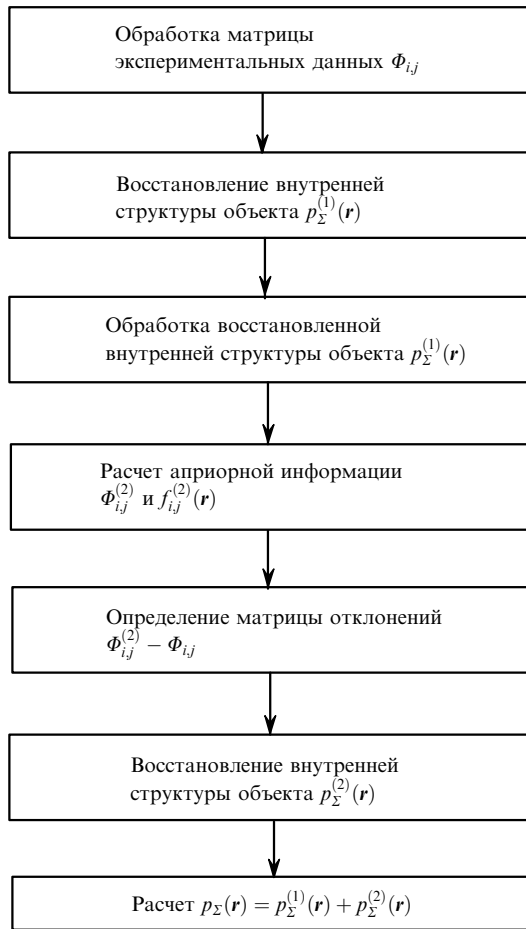 Обработка матрицы
экспериментальных данных Φ_{i,j}
Восстановление внутренней
структуры объекта p_Σ^{(1)}(r)
Обработка восстановленной
внутренней структуры объекта p_Σ^{(1)}(r)
Расчет априорной информации
Φ_{i,j}^{(2)} и f_{i,j}^{(2)}(r)
Определение матрицы отклонений
Φ_{i,j}^{(2)} − Φ_{i,j}
Восстановление внутренней
структуры объекта p_Σ^{(2)}(r)
Расчет p_Σ(r) = p_Σ^{(1)}(r) + p_Σ^{(2)}(r)